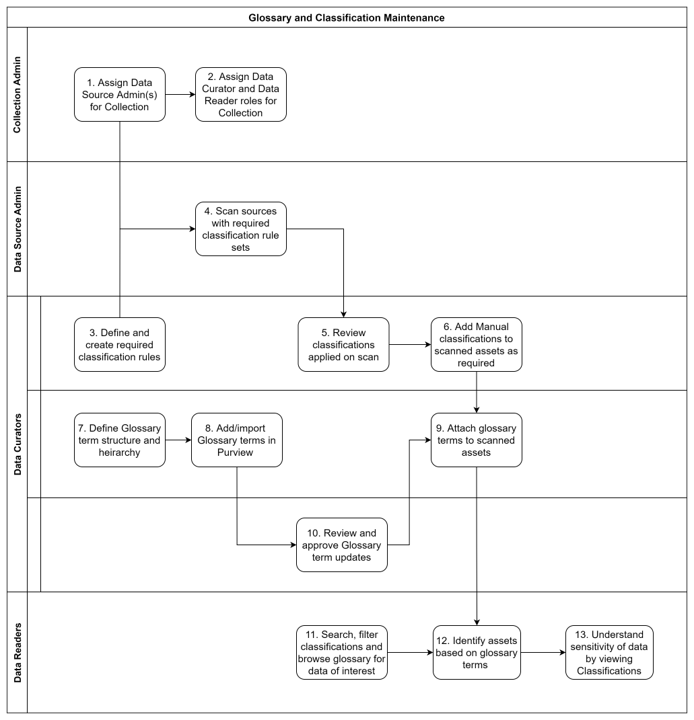 Glossary and Classification Maintenance
Collection Admin
1. Assign Data
Source Admin(s)
for Collection
2. Assign Data
Curator and Data
Reader roles for
Collection
Data Source Admin
4. Scan sources
with required
classification rule
sets
Data Curators
3. Define and
create required
classification rules
5. Review
classifications
applied on scan
6. Add Manual
classifications to
scanned assets as
required
7. Define Glossary
term structure and
heirarchy
8. Add/import
Glossary terms in
Purview
9. Attach glossary
terms to scanned
assets
10. Review and
approve Glossary
term updates
Data Readers
11. Search, filter
classifications and
browse glossary for
data of interest
12. Identify assets
based on glossary
terms
13. Understand
sensitivity of data
by viewing
Classifications